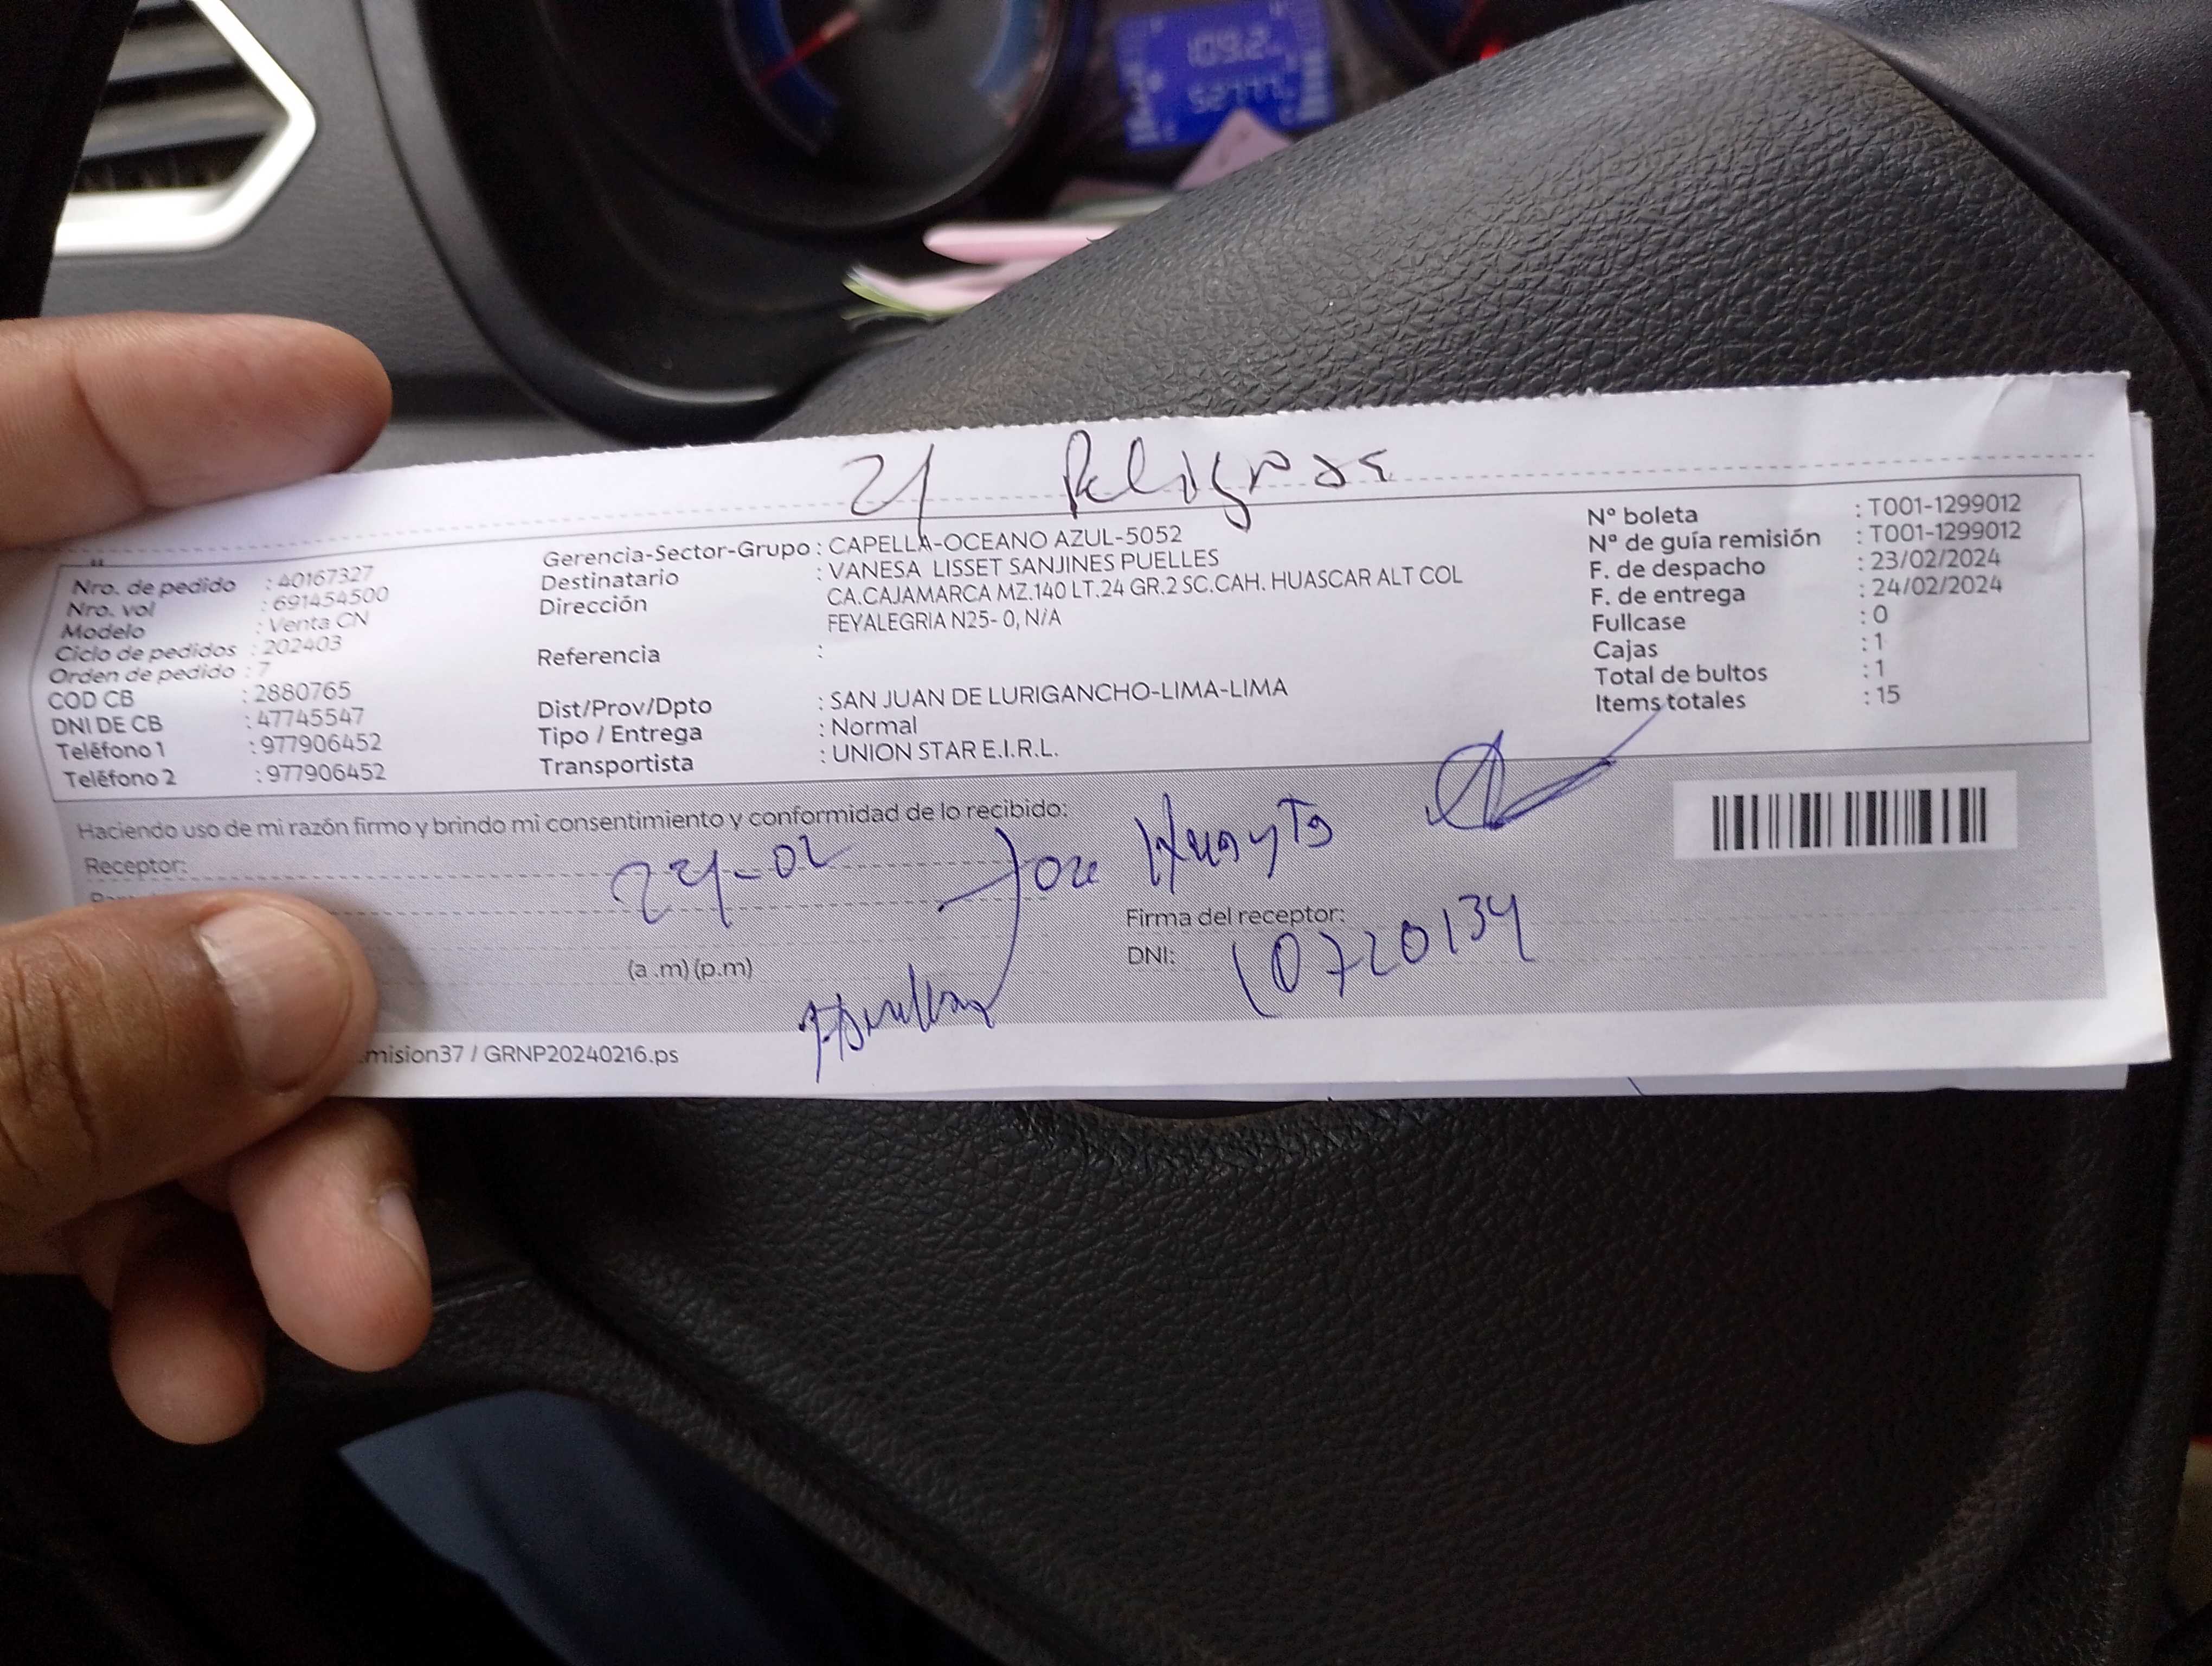 109.2
52777
21 Peligrosa
Nro. de pedido : 40167327
Nro. vol : 691454500
Modelo : Venta CN
Ciclo de pedidos : 202403
Orden de pedido : 7
COD CB : 2880765
DNI DE CB : 47745547
Teléfono 1 : 977906452
Teléfono 2 : 977906452
Gerencia-Sector-Grupo : CAPELLA-OCEANO AZUL-5052
Destinatario : VANESA LISSET SANJINES PUELLES
Dirección CA.CAJAMARCA MZ.140 LT.24 GR.2 SC.CAH. HUASCAR ALT COL
FEYALEGRIA N25- 0, N/A
Referencia :
Dist/Prov/Dpto : SAN JUAN DE LURIGANCHO-LIMA-LIMA
Tipo / Entrega : Normal
Transportista : UNION STAR E.I.R.L.
N° boleta : T001-1299012
Nº de guía remisión : T001-1299012
F. de despacho : 23/02/2024
F. de entrega : 24/02/2024
Fullcase : 0
Cajas : 1
Total de bultos : 1
Items totales : 15
Haciendo uso de mi razón firmo y brindo mi consentimiento y conformidad de lo recibido:
Receptor:
24-02 Jose Huayta
(a .m) (p.m)
Firma del receptor:
DNI: 10720134
mision37 / GRNP20240216.ps